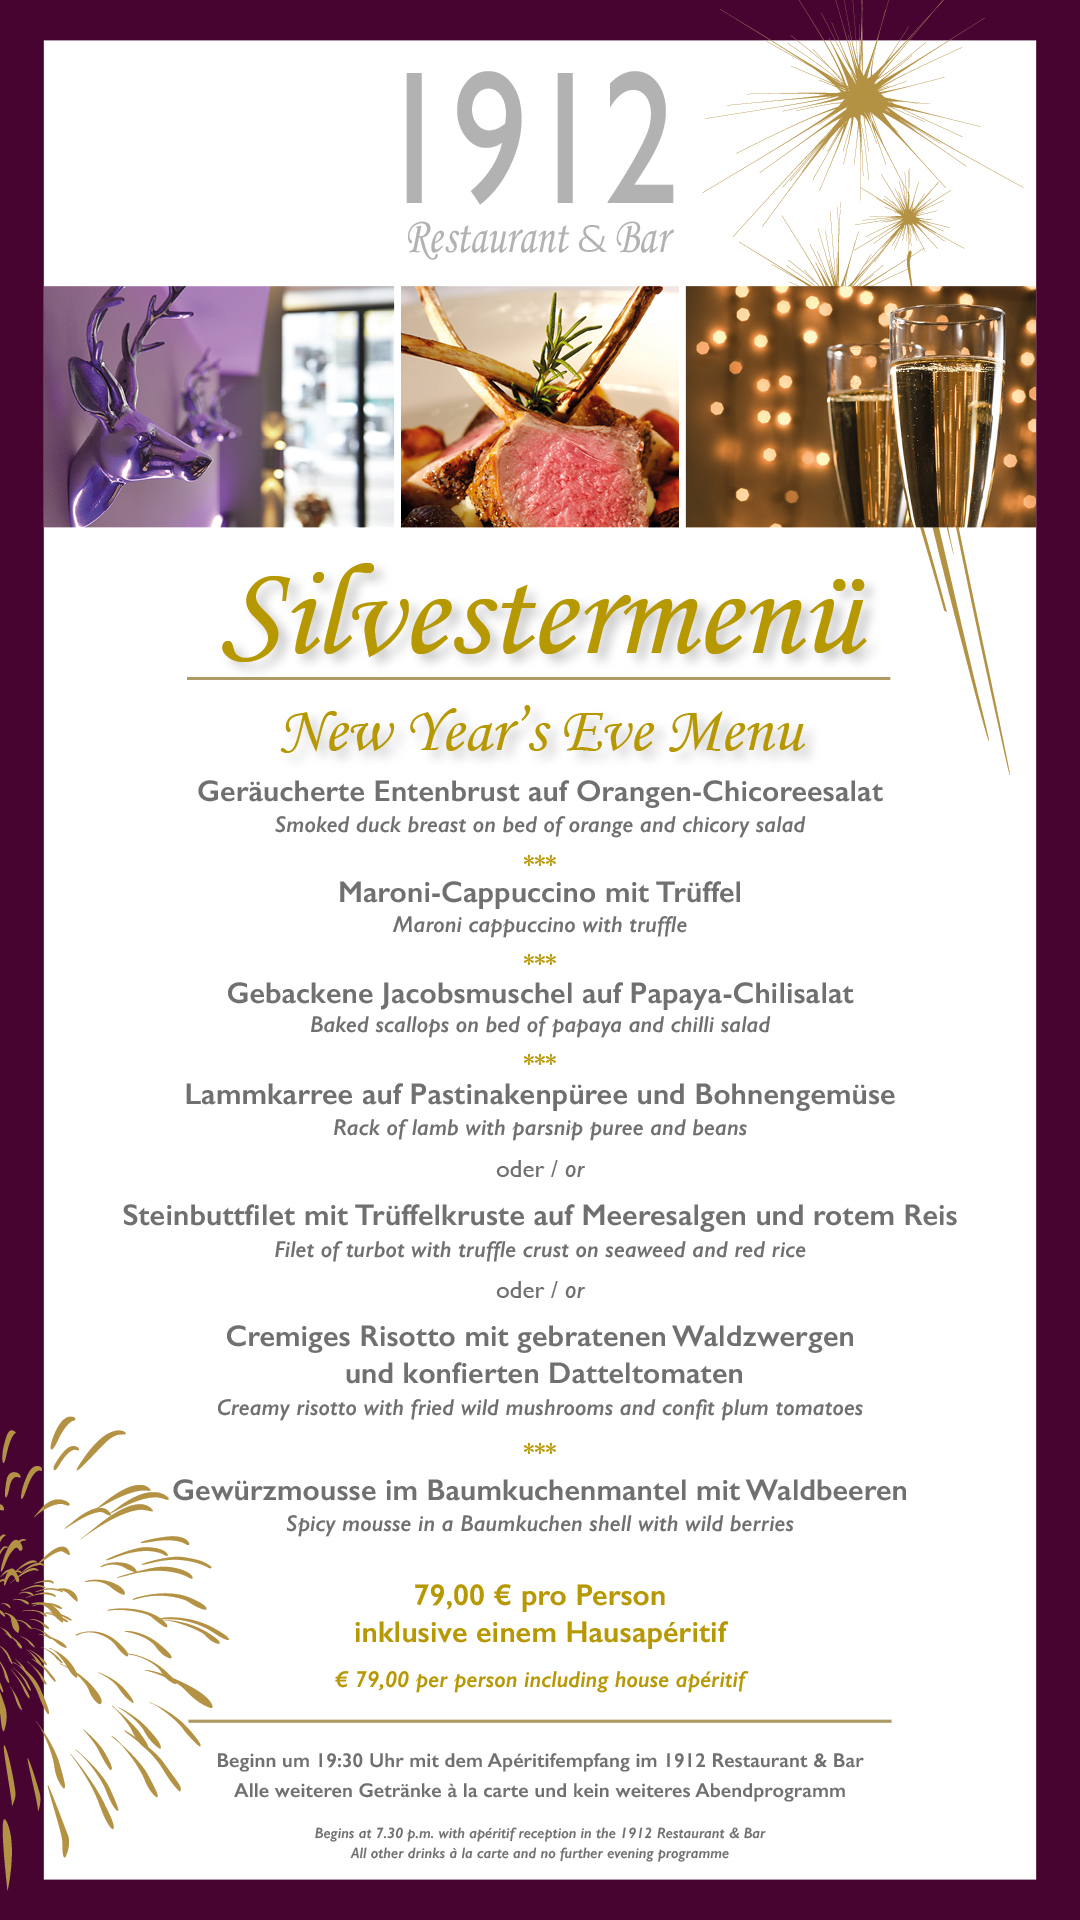 1912
Restaurant & Bar
Silvestermenü
New Year's Eve Menu
Geräucherte Entenbrust auf Orangen-Chicoreesalat
Smoked duck breast on bed of orange and chicory salad
***
Maroni-Cappuccino mit Trüffel
Maroni cappuccino with truffle
***
Gebackene Jacobsmuschel auf Papaya-Chilisalat
Baked scallops on bed of papaya and chilli salad
***
Lammkarree auf Pastinakenpüree und Bohnengemüse
Rack of lamb with parsnip puree and beans
oder / or
Steinbuttfilet mit Trüffelkruste auf Meeresalgen und rotem Reis
Filet of turbot with truffle crust on seaweed and red rice
oder / or
Cremiges Risotto mit gebratenen Waldzwergen
und konfierten Datteltomaten
Creamy risotto with fried wild mushrooms and confit plum tomatoes
***
Gewürzmousse im Baumkuchenmantel mit Waldbeeren
Spicy mousse in a Baumkuchen shell with wild berries
79,00 € pro Person
inklusive einem Hausapéritif
€ 79,00 per person including house apéritif
Beginn um 19:30 Uhr mit dem Apéritifempfang im 1912 Restaurant & Bar
Alle weiteren Getränke à la carte und kein weiteres Abendprogramm
Begins at 7.30 p.m. with apéritif reception in the 1912 Restaurant & Bar
All other drinks à la carte and no further evening programme